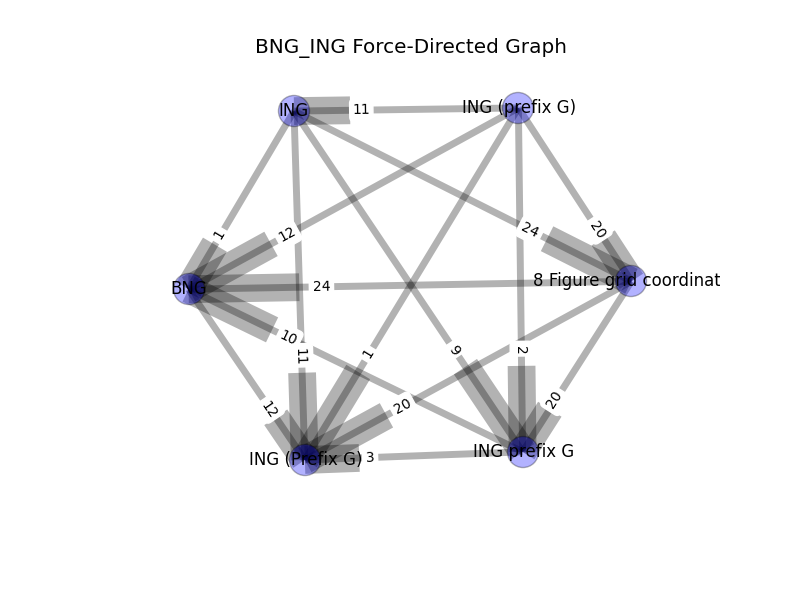 BNG_ING Force-Directed Graph
ING
11
ING (prefix G)
1
12
24
20
BNG
24
8 Figure grid coordinat
10
11
1
9
2
12
20
20
ING (Prefix G)
3
ING prefix G